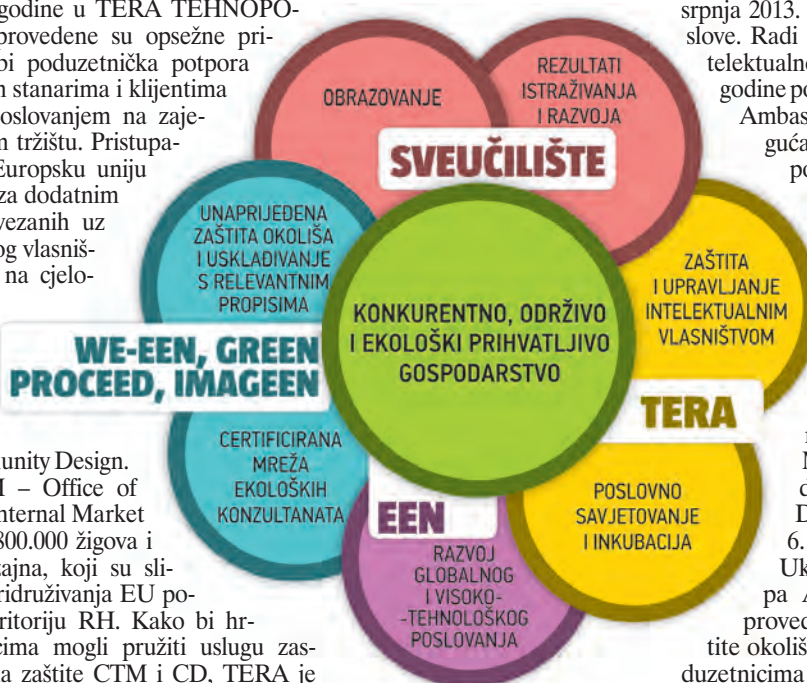 godine u TERA TEHNOPO-
provedene su opsežne pri-
bi poduzetnička potpora
stanarima i klijentima
oslovanjem na zaje-
tržištu. Pristupa-
Europsku uniju
za dodatnim
vezanih uz
og vlasniš-
na cjelo-
unity Design.
– Office of
nternal Market
800.000 žigova i
zajna, koji su sli-
ridruživanja EU po-
ritoriju RH. Kako bi hr-
cima mogli pružiti uslugu zas-
a zaštite CTM i CD, TERA je
OBRAZOVANJE
REZULTATI
ISTRAŽIVANJA
I RAZVOJA
SVEUČILIŠTE
UNAPRIJEĐENA
ZAŠTITA OKOLIŠA
I USKLAĐIVANJE
S RELEVANTNIM
PROPISIMA
WE-EEN, GREEN
PROCEED, IMAGEEN
CERTIFICIRANA
MREŽA
EKOLOŠKIH
KONZULTANATA
KONKURENTNO, ODRŽIVO
I EKOLOŠKI PRIHVATLJIVO
GOSPODARSTVO
ZAŠTITA
I UPRAVLJANJE
INTELEKTUALNIM
VLASNIŠTVOM
TERA
POSLOVNO
SAVJETOVANJE
I INKUBACIJA
EEN
RAZVOJ
GLOBALNOG
I VISOKO-
-TEHNOLOŠKOG
POSLOVANJA
srpnja 2013.
slove. Radi
telektualno
godine po
Ambas
guća
po
6.
Uk
pa A
proved
tite okoliš
duzetnicima